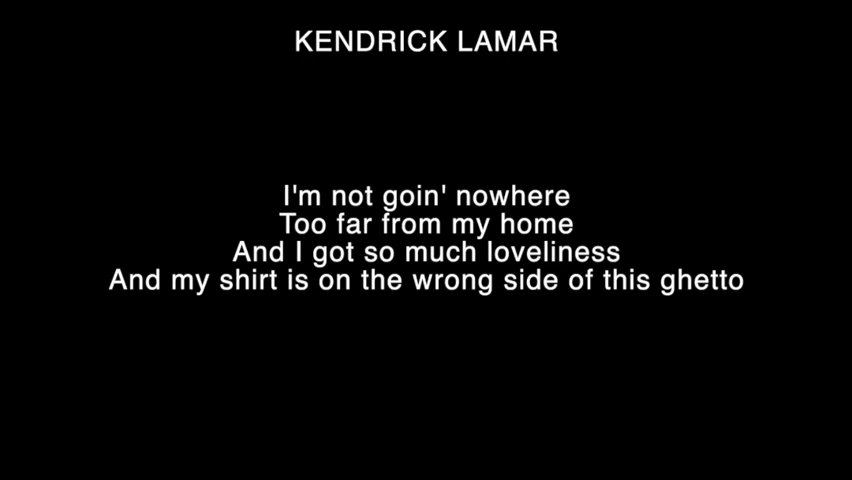 KENDRICK LAMAR
I'm not goin' nowhere
Too far from my home
And I got so much loveliness
And my shirt is on the wrong side of this ghetto